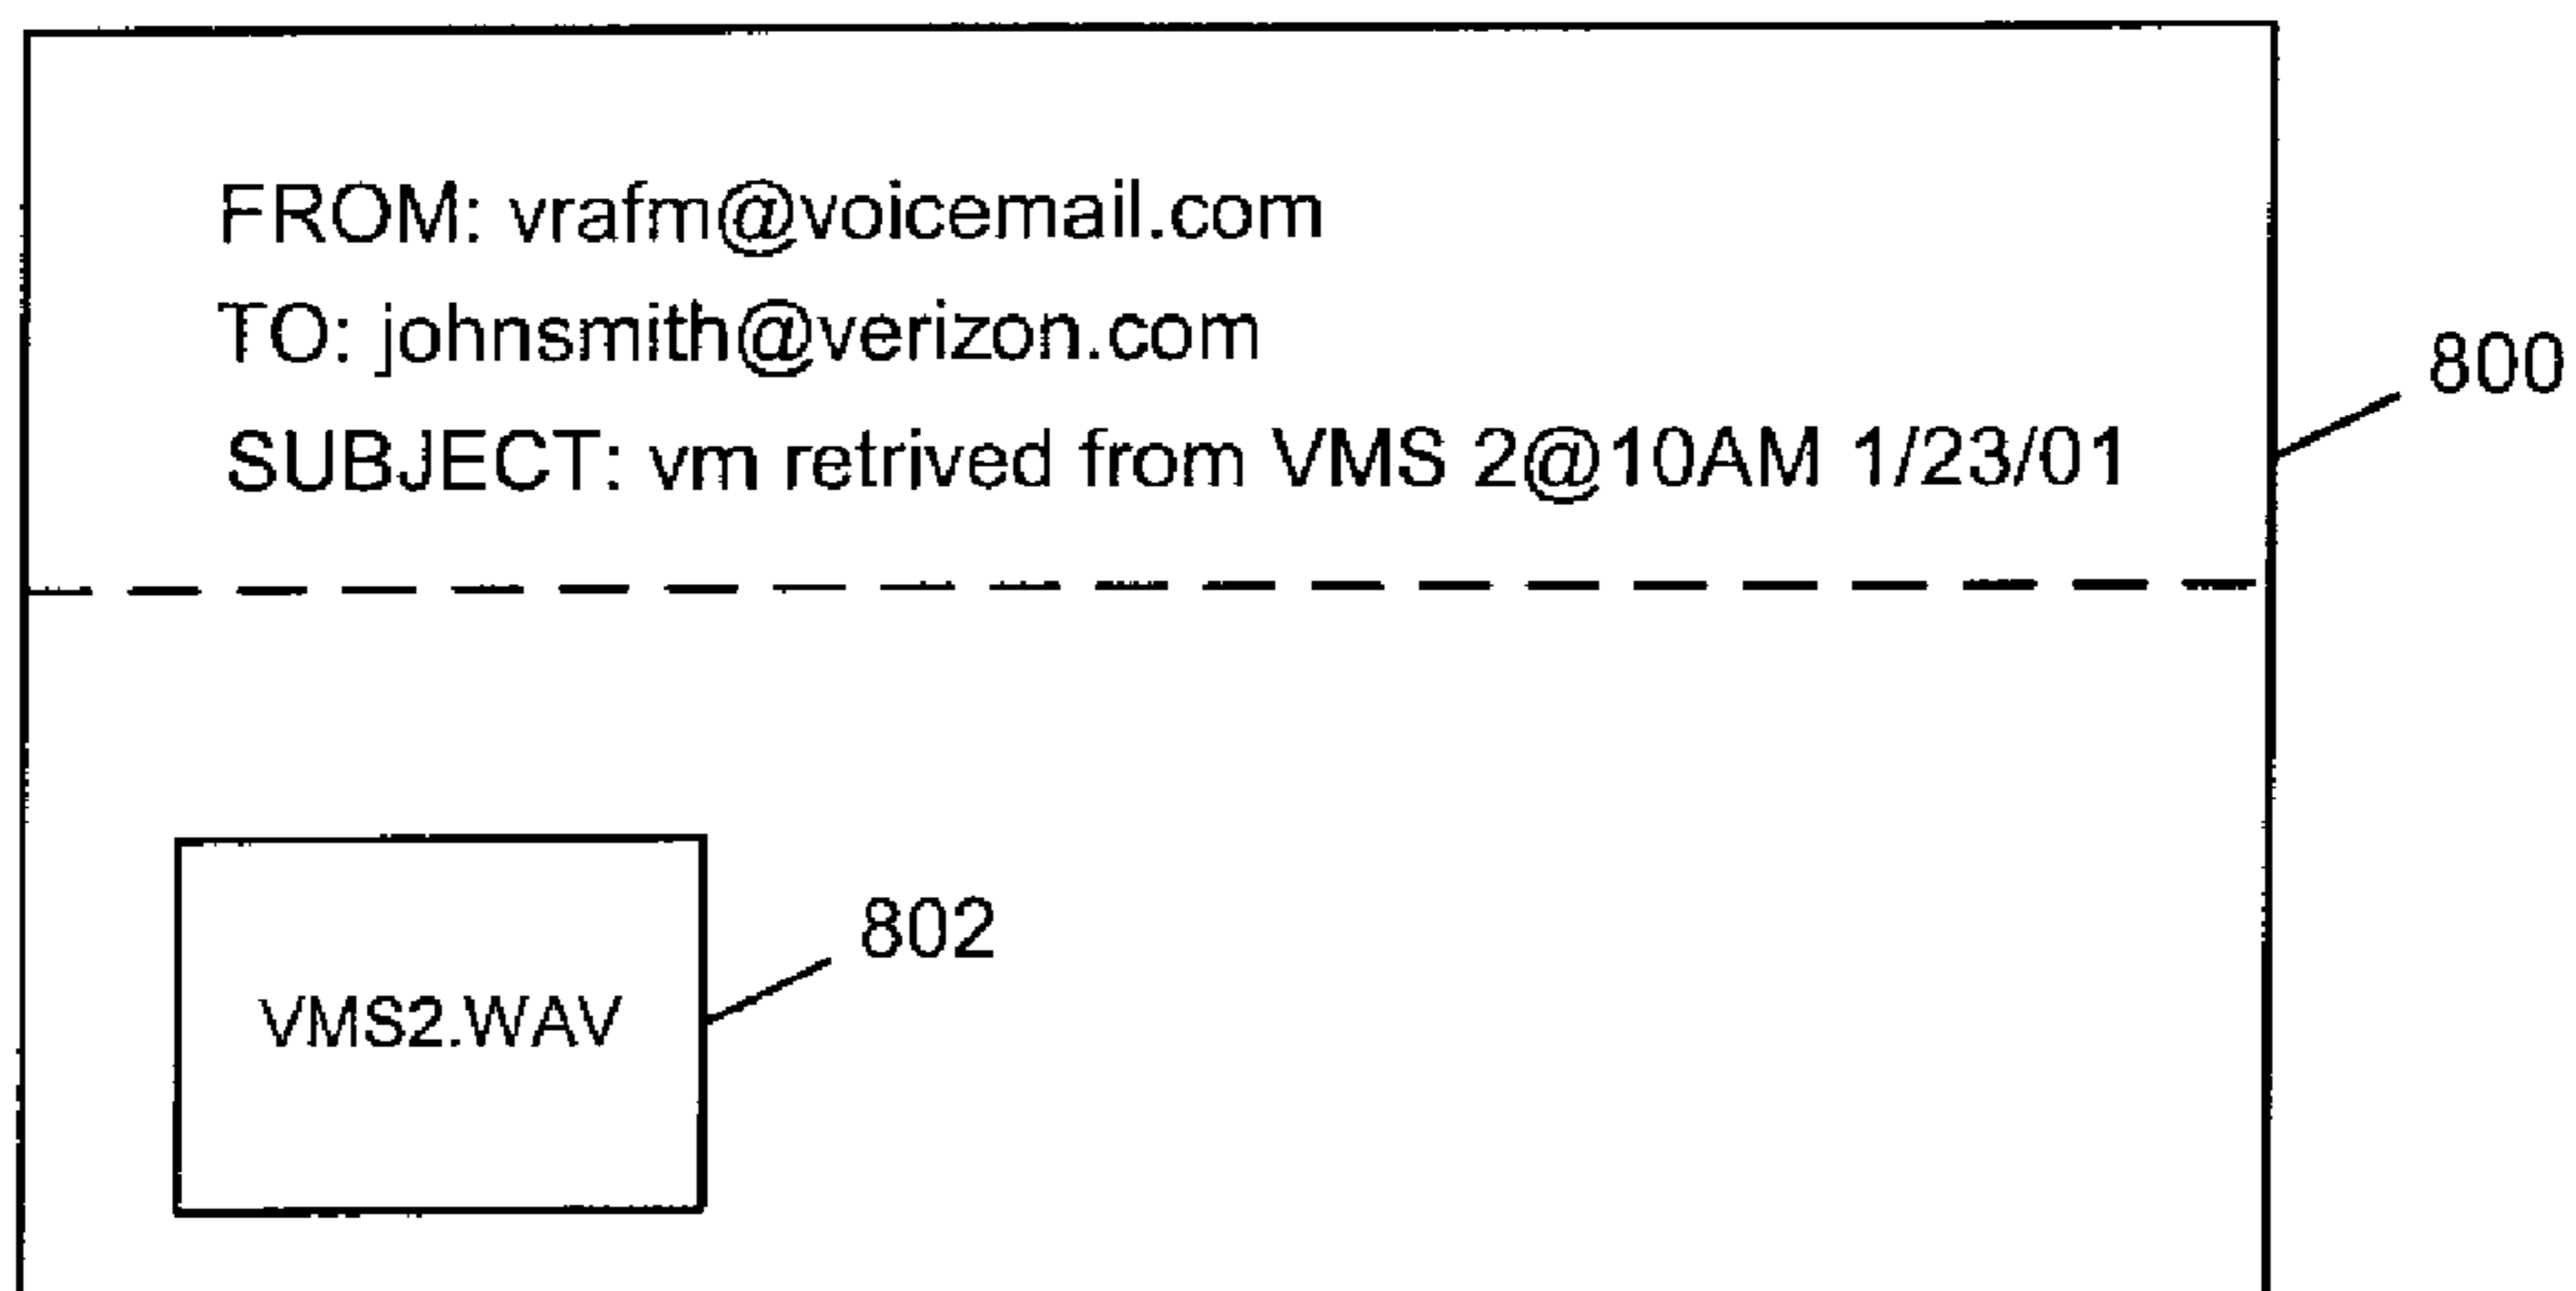 FROM: vrafm@voicemail.com
TO: johnsmith@verizon.com
800
SUBJECT: vm retrived from VMS 2@10AM 1/23/01
802
VMS2.WAV